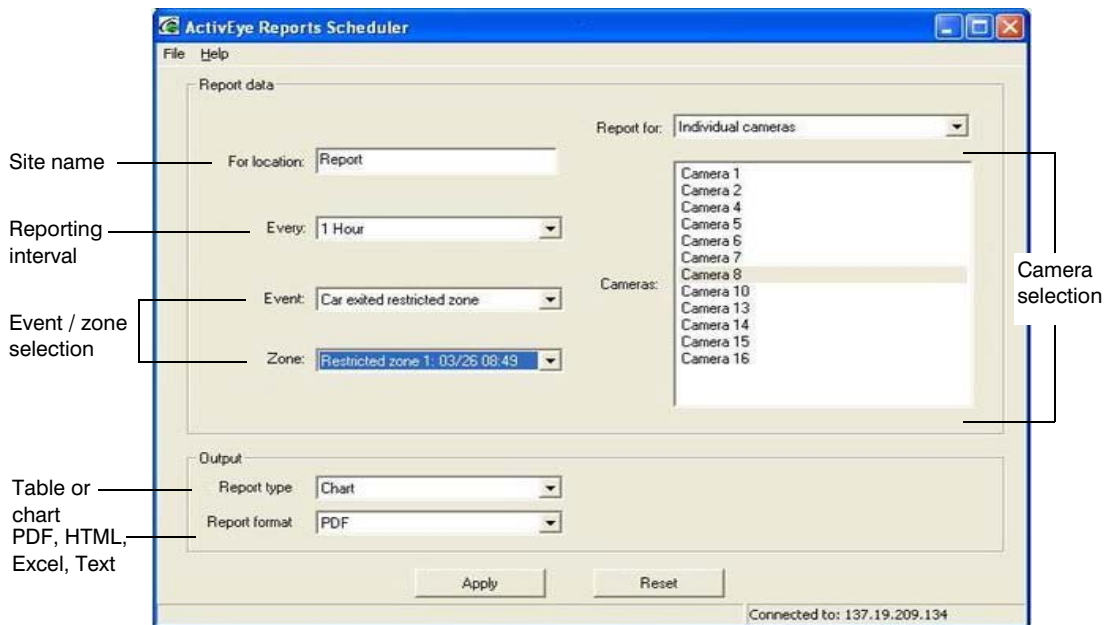 ActivEye Reports Scheduler
File Help
Report data
Report for: Individual cameras
Site name
For location: Report
Camera 1
Camera 2
Camera 4
Camera 5
Camera 6
Camera 7
Camera 8
Camera 10
Camera 13
Camera 14
Camera 15
Camera 16
Reporting
interval
Every: 1 Hour
Cameras:
Camera
selection
Event / zone
selection
Event: Car exited restricted zone
Zone: Restricted zone 1: 03/26 08:49
Output
Table or
chart
Report type Chart
PDF, HTML,
Excel, Text
Report format PDF
Apply Reset
Connected to: 137.19.209.134